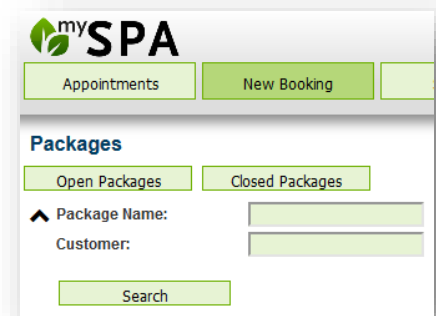 mySPA
Appointments New Booking
Packages
Open Packages Closed Packages
Package Name:
Customer:
Search